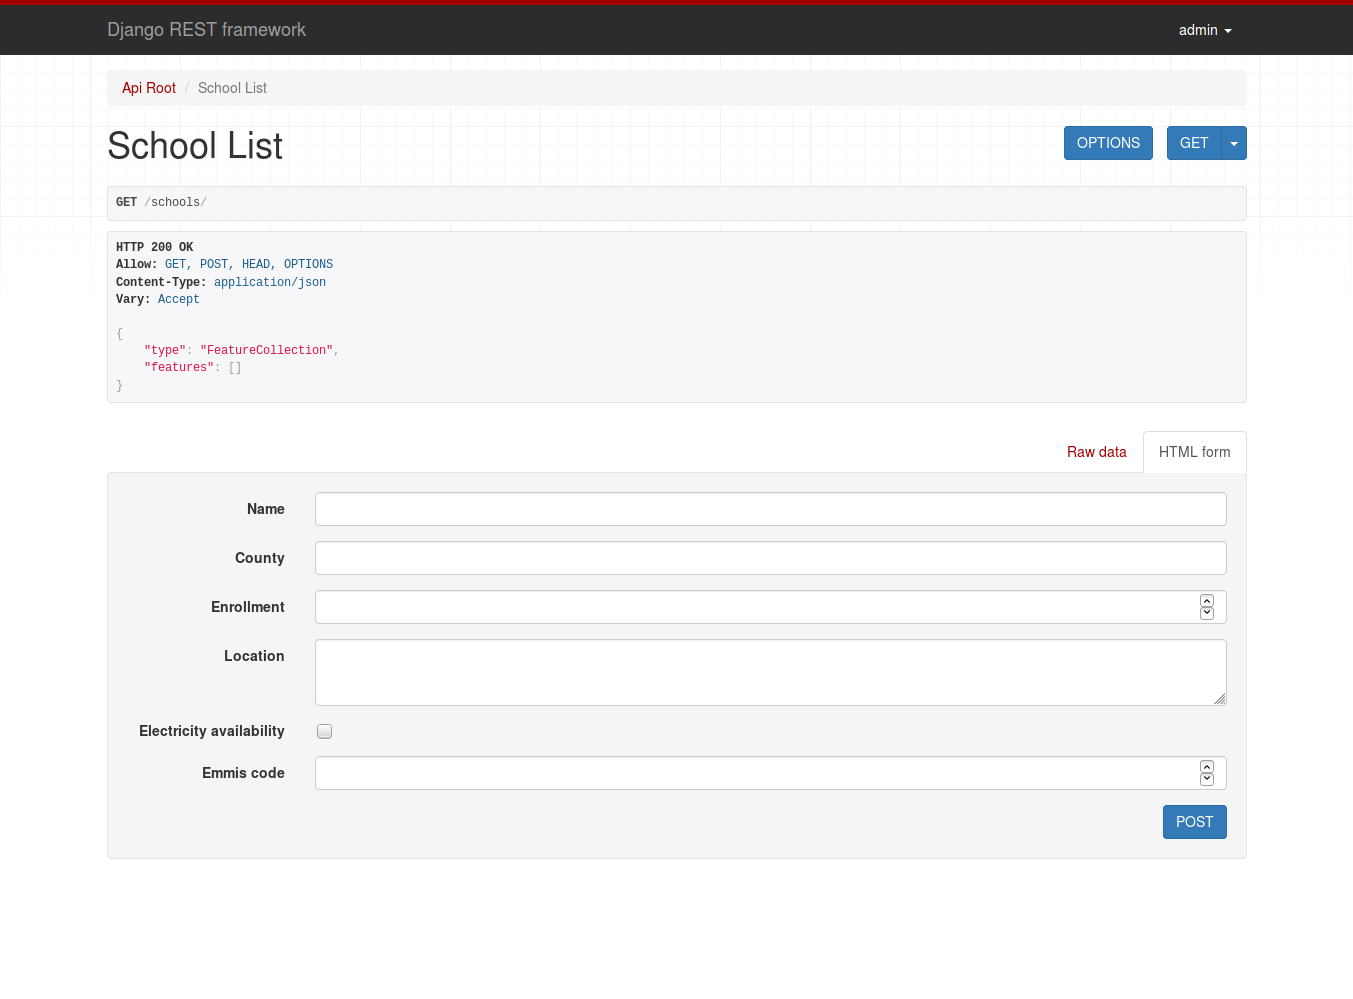 Django REST framework
admin
Api Root / School List
School List
OPTIONS
GET
GET /schools/
HTTP 200 OK
Allow: GET, POST, HEAD, OPTIONS
Content-Type: application/json
Vary: Accept
{
    "type": "FeatureCollection",
    "features": []
}
Raw data
HTML form
Name
County
Enrollment
Location
Electricity availability
Emmis code
POST